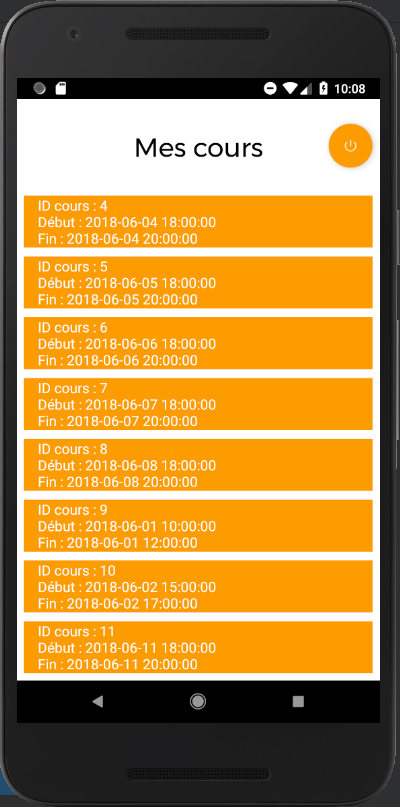 10:08
Mes cours
ID cours : 4
Début : 2018-06-04 18:00:00
Fin : 2018-06-04 20:00:00
ID cours : 5
Début : 2018-06-05 18:00:00
Fin : 2018-06-05 20:00:00
ID cours : 6
Début : 2018-06-06 18:00:00
Fin : 2018-06-06 20:00:00
ID cours : 7
Début : 2018-06-07 18:00:00
Fin : 2018-06-07 20:00:00
ID cours : 8
Début : 2018-06-08 18:00:00
Fin : 2018-06-08 20:00:00
ID cours : 9
Début : 2018-06-01 10:00:00
Fin : 2018-06-01 12:00:00
ID cours : 10
Début : 2018-06-02 15:00:00
Fin : 2018-06-02 17:00:00
ID cours : 11
Début : 2018-06-11 18:00:00
Fin : 2018-06-11 20:00:00